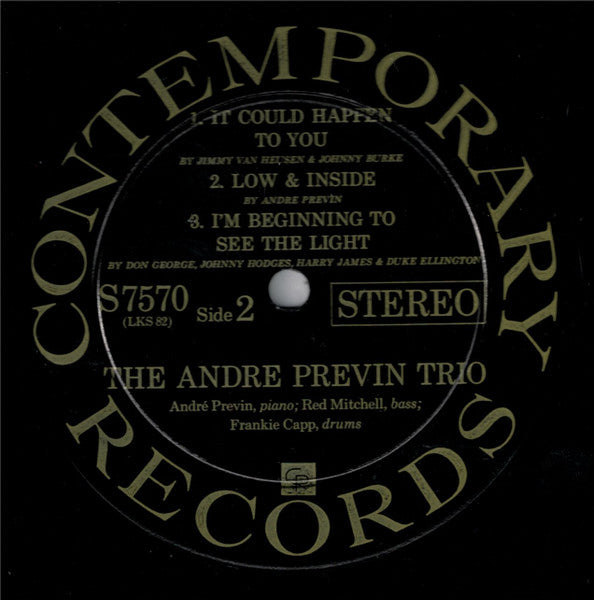 CONTEMPORARY
1. IT COULD HAPPEN
TO YOU
BY JIMMY VAN HEUSEN & JOHNNY BURKE
2. LOW & INSIDE
BY ANDRE PREVIN
3. I'M BEGINNING TO
SEE THE LIGHT
BY DON GEORGE, JOHNNY HODGES, HARRY JAMES & DUKE ELLINGTON
S7570
(LKS 82)
Side 2
STEREO
THE ANDRE PREVIN TRIO
André Previn, piano; Red Mitchell, bass;
Frankie Capp, drums
RECORDS